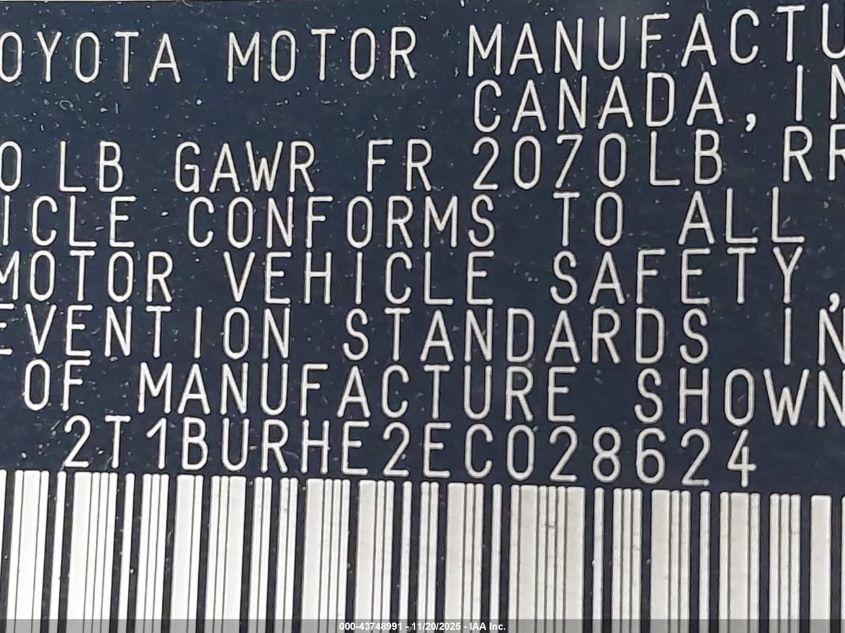 OYOTA MOTOR MANUFACTU
CANADA, IN
0 LB GAWR FR 2070LB RR
ICLE CONFORMS TO ALL
MOTOR VEHICLE SAFETY,
EVENTION STANDARDS IN
OF MANUFACTURE SHOWN
2T1BURHE2EC028624
000-43748991 - 11/20/2025 - IAA Inc.